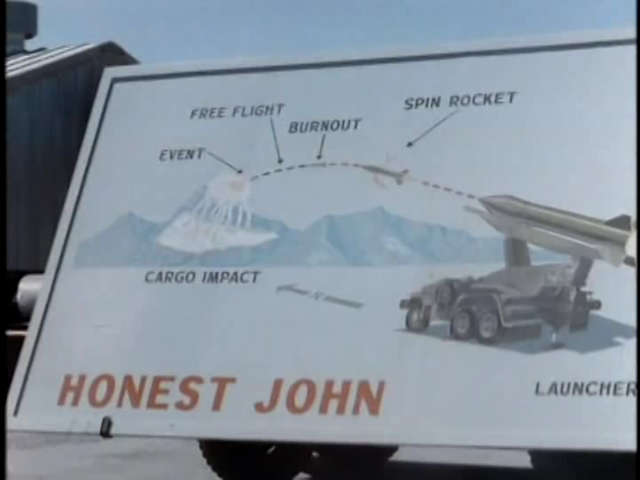 SPIN ROCKET
FREE FLIGHT
BURNOUT
EVENT
CARGO IMPACT
N
HONEST JOHN
LAUNCHER